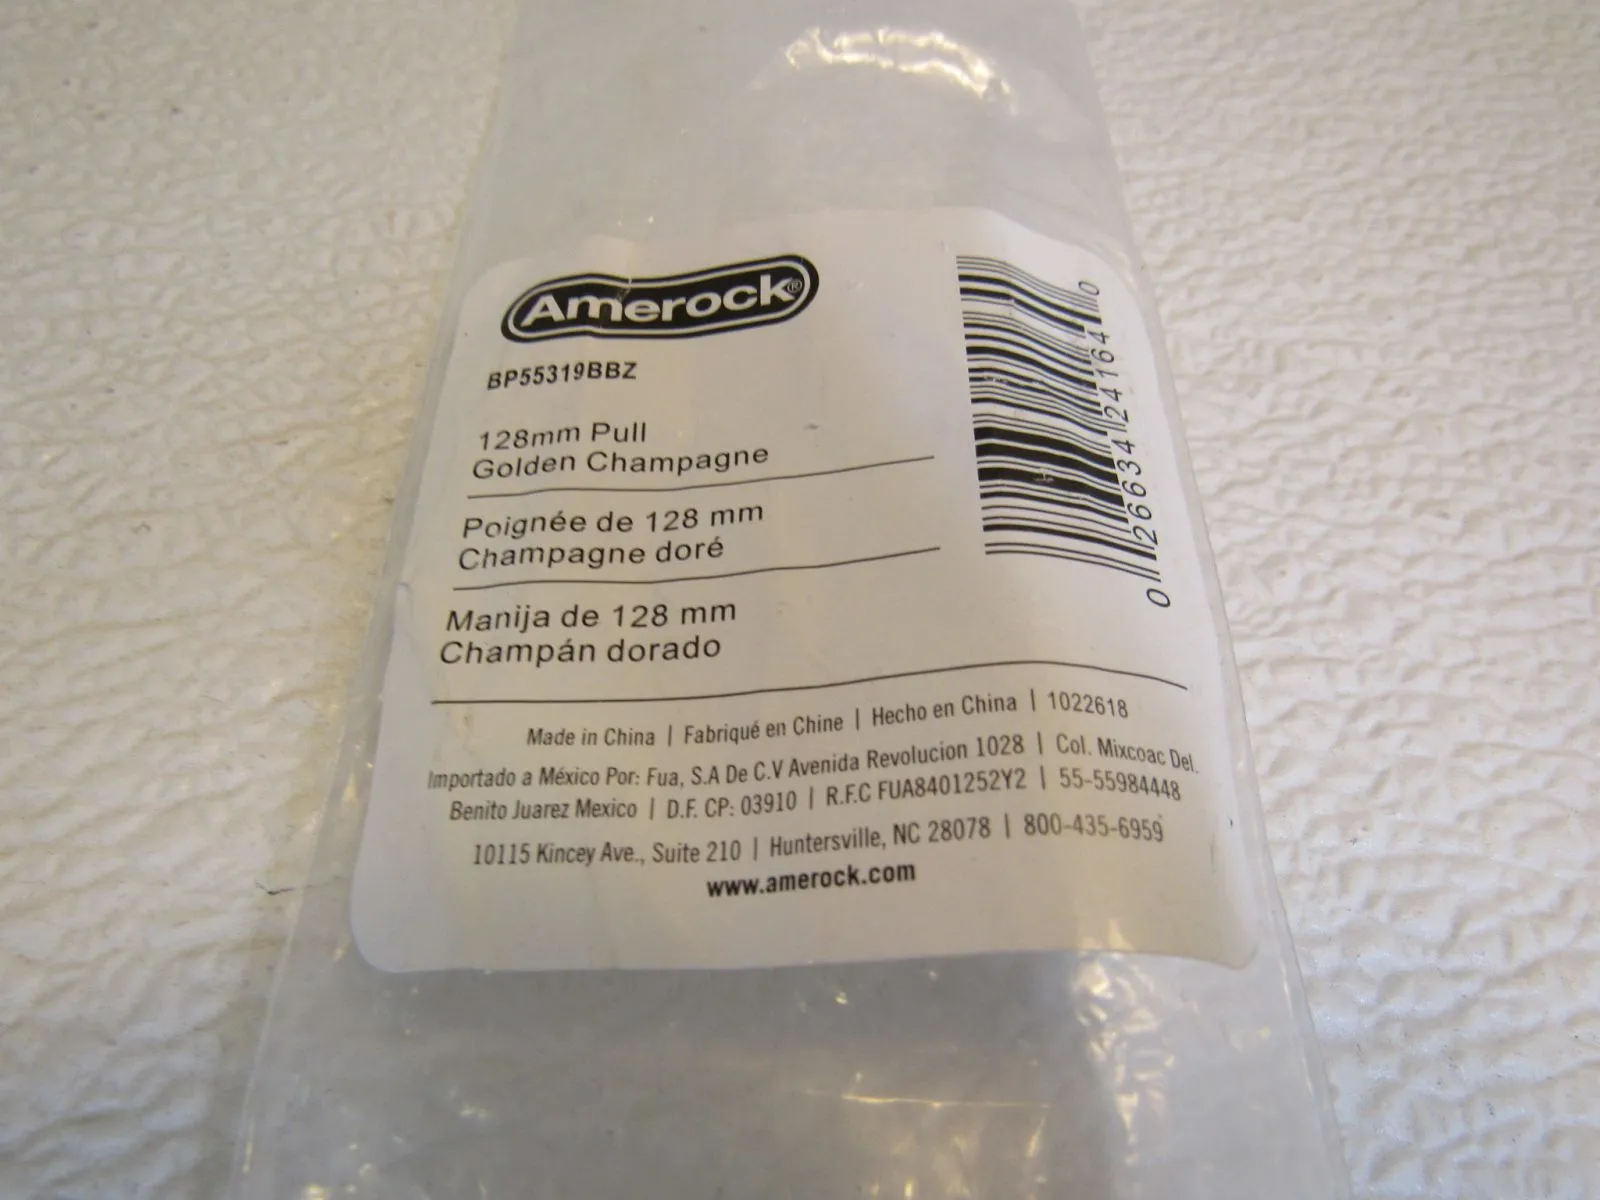 Amerock®
BP55319BBZ
128mm Pull
Golden Champagne
Poignée de 128 mm
Champagne doré
Manija de 128 mm
Champán dorado
0 26634 24164 0
Made in China | Fabriqué en Chine | Hecho en China | 1022618
Importado a México Por: Fua, S.A De C.V Avenida Revolucion 1028 | Col. Mixcoac Del.
Benito Juarez Mexico | D.F. CP: 03910 | R.F.C FUA8401252Y2 | 55-55984448
10115 Kincey Ave., Suite 210 | Huntersville, NC 28078 | 800-435-6959
www.amerock.com